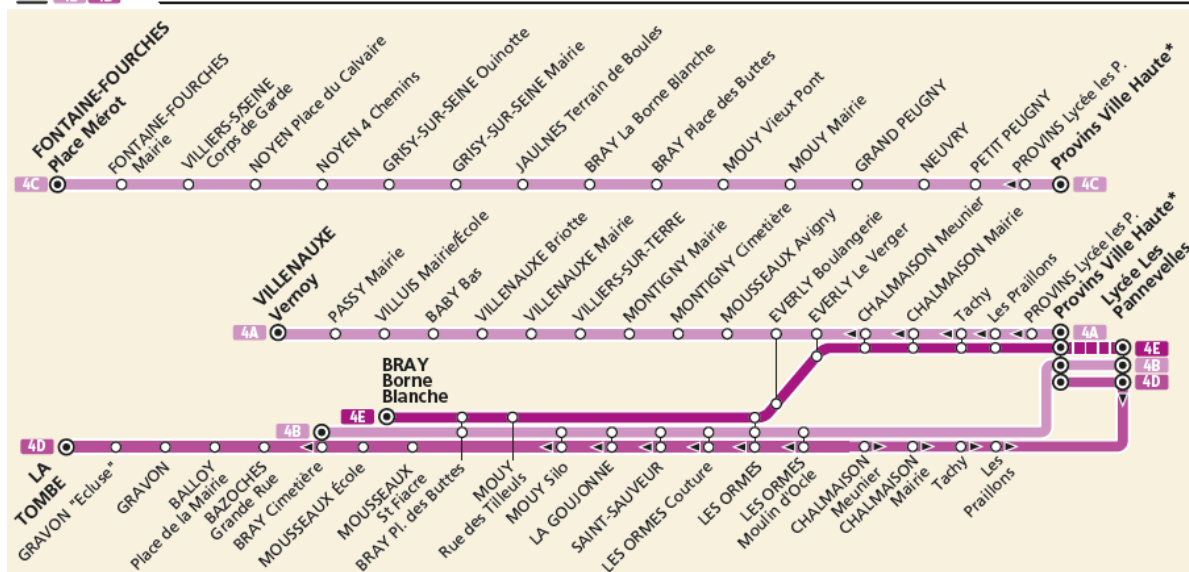 FONTAINE-FOURCHES
Place Mérot
FONTAINE-FOURCHES
Mairie
VILLIERS-S/SEINE
Corps de Garde
NOYEN Place du Calvaire
NOYEN 4 Chemins
GRISY-SUR-SEINE Ouinotte
GRISY-SUR-SEINE Mairie
JAULNES Terrain de Boules
BRAY La Borne Blanche
BRAY Place des Buttes
MOUY Vieux Pont
MOUY Mairie
GRAND PEUGNY
NEUVRY
PETIT PEUGNY
PROVINS Lycée les P.
Provins Ville Haute*
4C
4C
VILLENAUXE
Vernoy
PASSY Mairie
VILLUIS Mairie/École
BABY Bas
VILLENAUXE Briotte
VILLENAUXE Mairie
VILLIERS-SUR-TERRE
MONTIGNY Mairie
MONTIGNY Cimetière
MOUSSEAUX Avigny
EVERLY Boulangerie
EVERLY Le Verger
CHALMAISON Meunier
CHALMAISON Mairie
Tachy
Les Praillons
PROVINS Lycée les P.
Provins Ville Haute*
Lycée Les
Pannevelles
4A
4A
4E
4B
4D
BRAY
Borne
Blanche
4E
4B
4D
LA
TOMBE
GRAVON "Ecluse"
GRAVON
BALLOY
Place de la Mairie
BAZOCHES
Grande Rue
BRAY Cimetière
MOUSSEAUX École
MOUSSEAUX
St Fiacre
BRAY Pl. des Buttes
MOUY
Rue des Tilleuls
MOUY Silo
LA GOUJONNE
SAINT-SAUVEUR
LES ORMES Couture
LES ORMES
LES ORMES
Moulin d'Ocle
CHALMAISON
Meunier
CHALMAISON
Mairie
Tachy
Les
Praillons